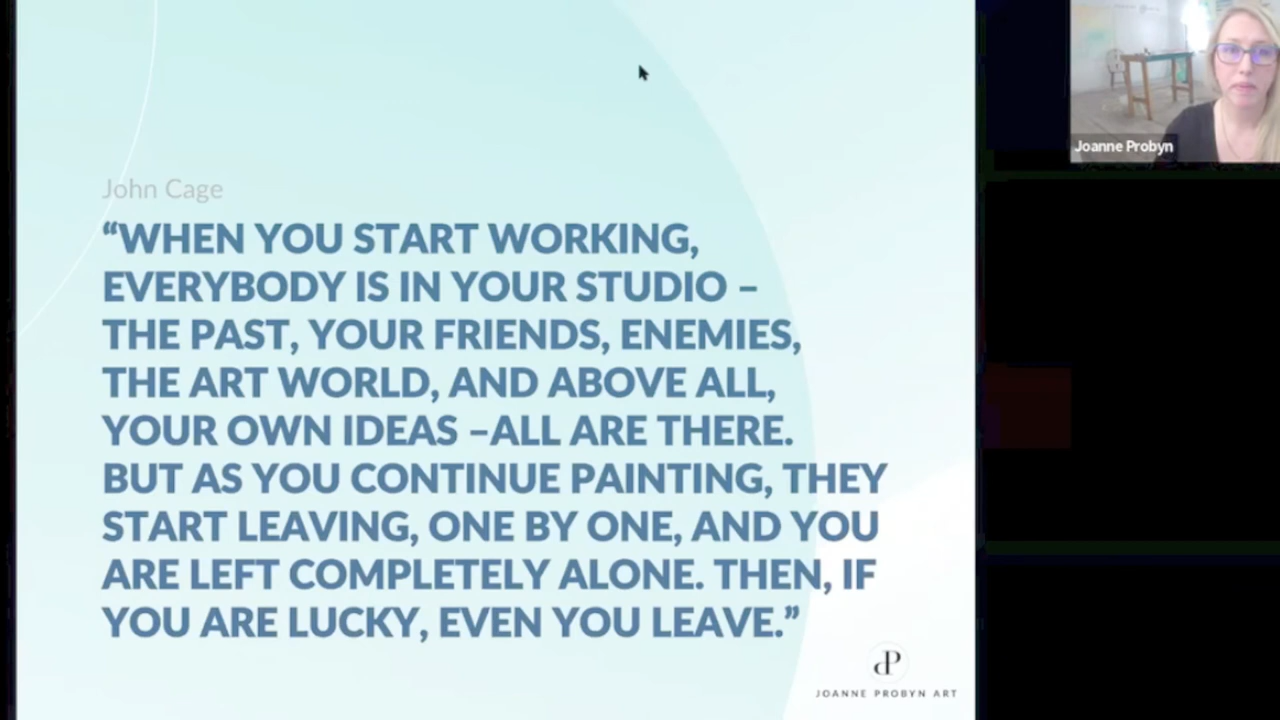 John Cage
“WHEN YOU START WORKING,
EVERYBODY IS IN YOUR STUDIO –
THE PAST, YOUR FRIENDS, ENEMIES,
THE ART WORLD, AND ABOVE ALL,
YOUR OWN IDEAS –ALL ARE THERE.
BUT AS YOU CONTINUE PAINTING, THEY
START LEAVING, ONE BY ONE, AND YOU
ARE LEFT COMPLETELY ALONE. THEN, IF
YOU ARE LUCKY, EVEN YOU LEAVE.”
JP
JOANNE PROBYN ART
Joanne Probyn